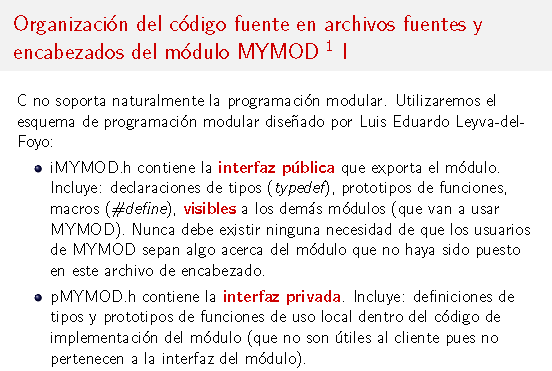 Organización del código fuente en archivos fuentes y
encabezados del módulo MYMOD 1 I
C no soporta naturalmente la programación modular. Utilizaremos el
esquema de programación modular diseñado por Luis Eduardo Leyva-del-
Foyo:
iMYMOD.h contiene la interfaz pública que exporta el módulo.
Incluye: declaraciones de tipos (typedef), prototipos de funciones,
macros (#define), visibles a los demás módulos (que van a usar
MYMOD). Nunca debe existir ninguna necesidad de que los usuarios
de MYMOD sepan algo acerca del módulo que no haya sido puesto
en este archivo de encabezado.
pMYMOD.h contiene la interfaz privada. Incluye: definiciones de
tipos y prototipos de funciones de uso local dentro del código de
implementación del módulo (que no son útiles al cliente pues no
pertenecen a la interfaz del módulo).